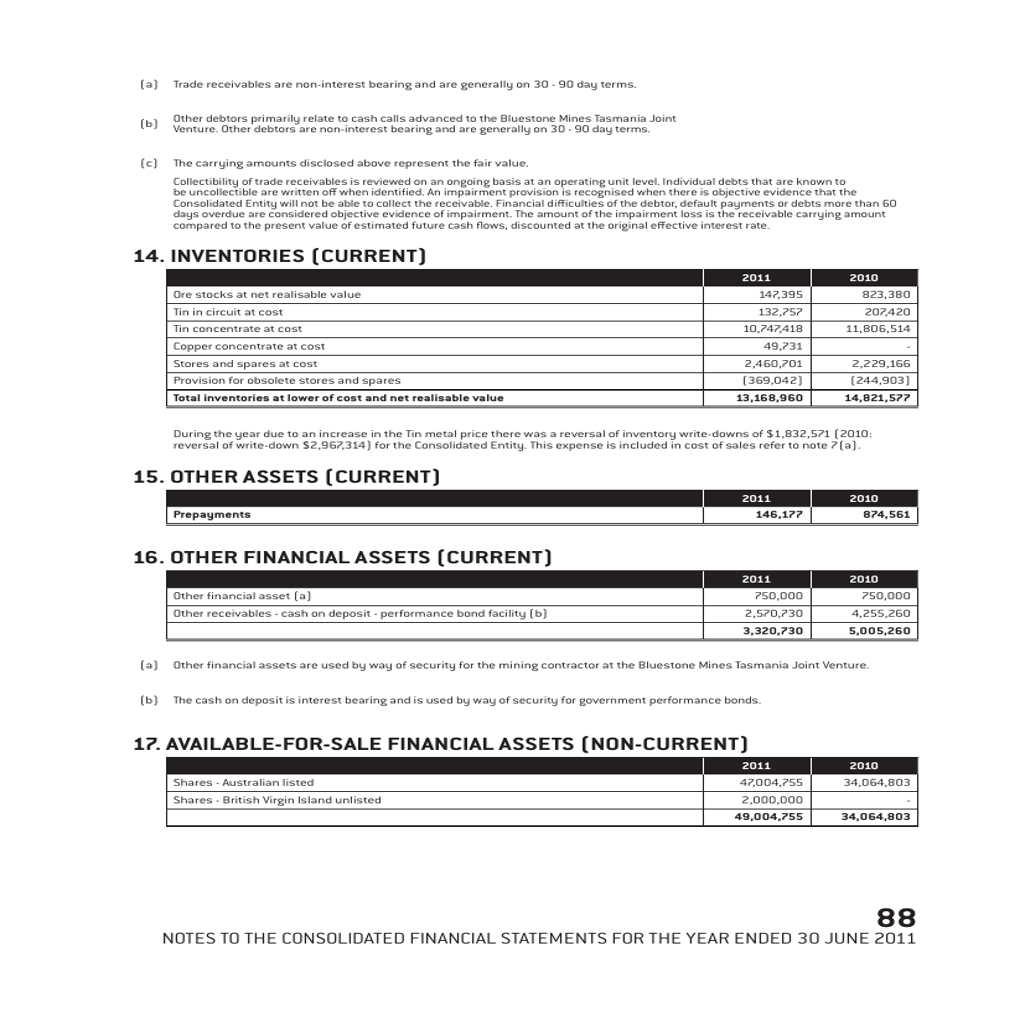 (a) Trade receivables are non-interest bearing and are generally on 30 - 90 day terms.
(b) Other debtors primarily relate to cash calls advanced to the Bluestone Mines Tasmania Joint
Venture. Other debtors are non-interest bearing and are generally on 30 - 90 day terms.
(c) The carrying amounts disclosed above represent the fair value.
Collectibility of trade receivables is reviewed on an ongoing basis at an operating unit level. Individual debts that are known to
be uncollectible are written off when identified. An impairment provision is recognised when there is objective evidence that the
Consolidated Entity will not be able to collect the receivable. Financial difficulties of the debtor, default payments or debts more than 60
days overdue are considered objective evidence of impairment. The amount of the impairment loss is the receivable carrying amount
compared to the present value of estimated future cash flows, discounted at the original effective interest rate.
14. INVENTORIES (CURRENT)
2011 2010
Ore stocks at net realisable value 147,395 823,380
Tin in circuit at cost 132,757 207,420
Tin concentrate at cost 10,747,418 11,806,514
Copper concentrate at cost 49,731 -
Stores and spares at cost 2,460,701 2,229,166
Provision for obsolete stores and spares (369,042) (244,903)
Total inventories at lower of cost and net realisable value 13,168,960 14,821,577
During the year due to an increase in the Tin metal price there was a reversal of inventory write-downs of $1,832,571 (2010:
reversal of write-down $2,967,314) for the Consolidated Entity. This expense is included in cost of sales refer to note 7(a).
15. OTHER ASSETS (CURRENT)
2011 2010
Prepayments 146,177 874,561
16. OTHER FINANCIAL ASSETS (CURRENT)
2011 2010
Other financial asset (a) 750,000 750,000
Other receivables - cash on deposit - performance bond facility (b) 2,570,730 4,255,260
3,320,730 5,005,260
(a) Other financial assets are used by way of security for the mining contractor at the Bluestone Mines Tasmania Joint Venture.
(b) The cash on deposit is interest bearing and is used by way of security for government performance bonds.
17. AVAILABLE-FOR-SALE FINANCIAL ASSETS (NON-CURRENT)
2011 2010
Shares - Australian listed 47,004,755 34,064,803
Shares - British Virgin Island unlisted 2,000,000 -
49,004,755 34,064,803
88
NOTES TO THE CONSOLIDATED FINANCIAL STATEMENTS FOR THE YEAR ENDED 30 JUNE 2011